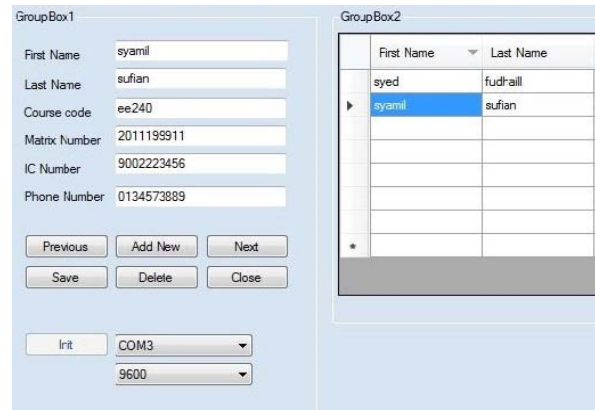 GroupBox1
First Name syamil
Last Name sufian
Course code ee240
Matrix Number 2011199911
IC Number 9002223456
Phone Number 0134573889
Previous Add New Next
Save Delete Close
Init COM3
9600
GroupBox2
First Name Last Name
syed fudhaill
syamil sufian